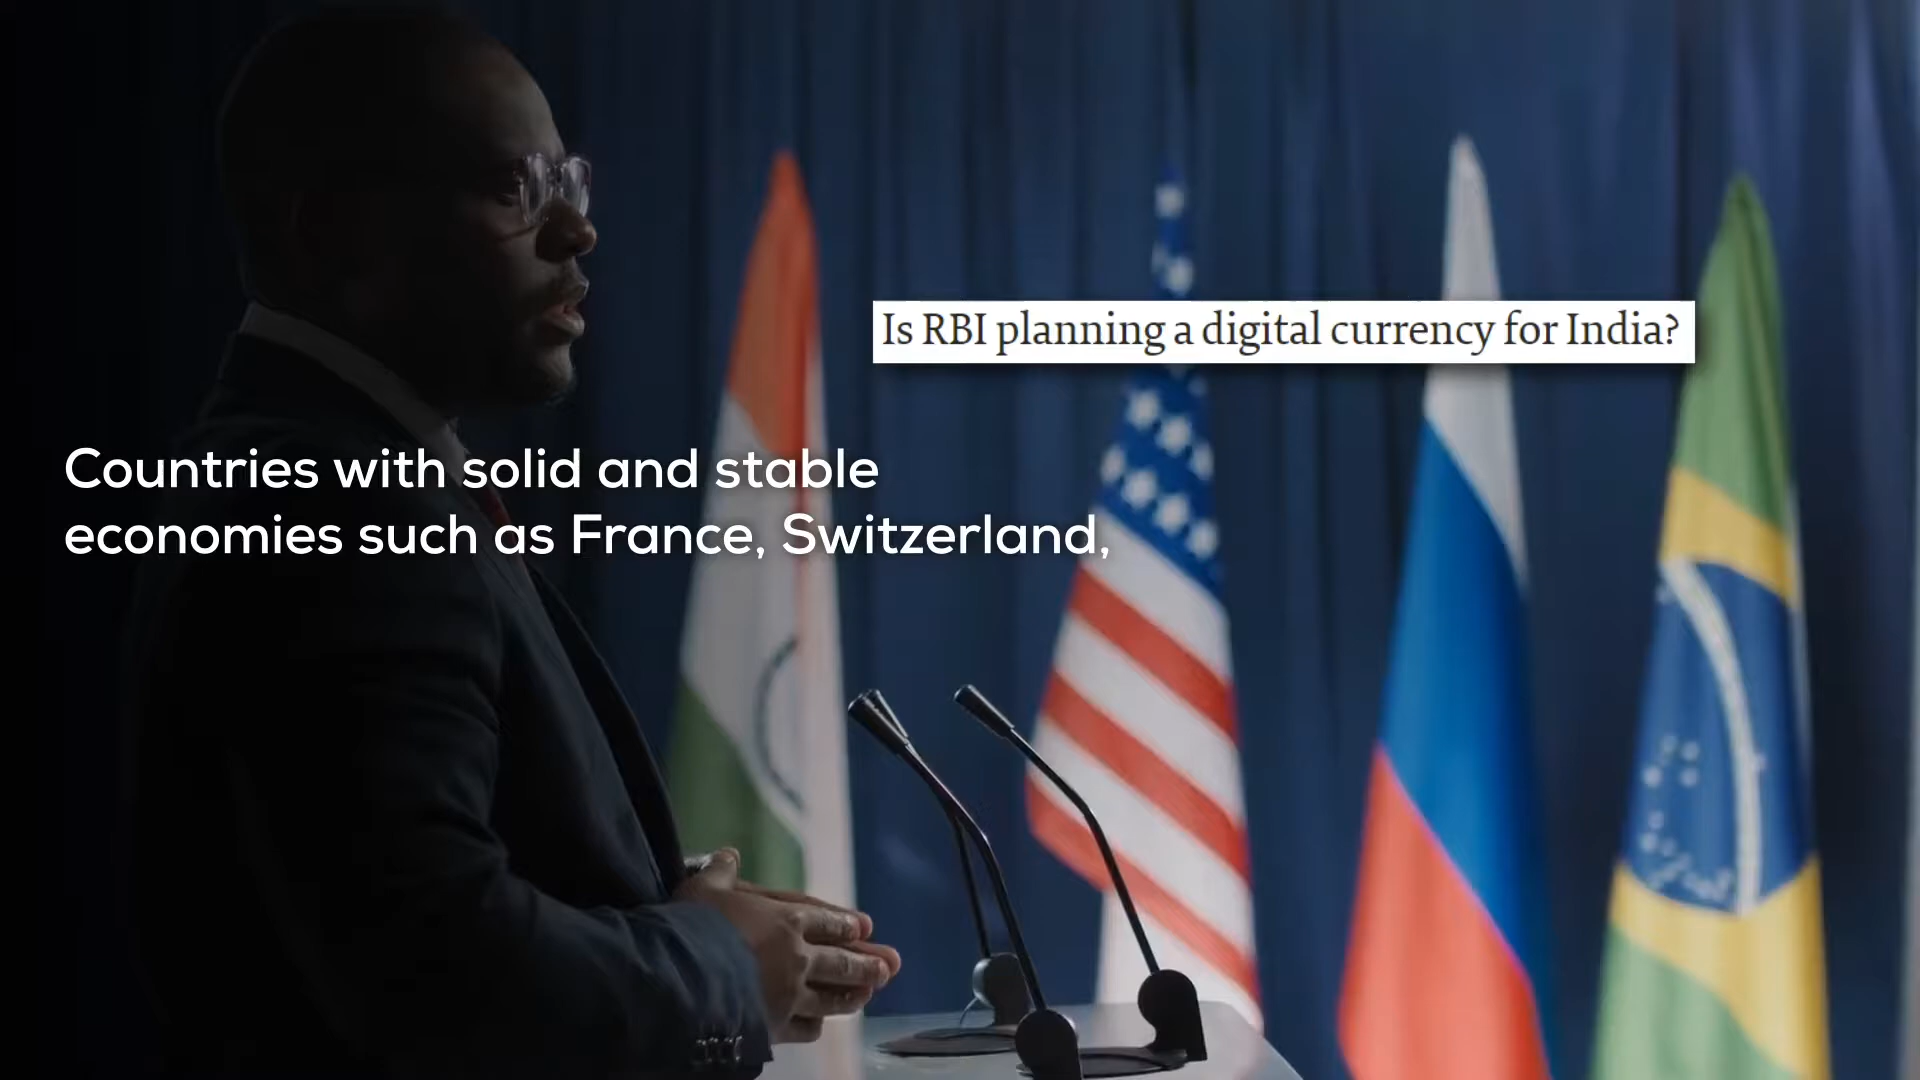 Is RBI planning a digital currency for India?
Countries with solid and stable
economies such as France, Switzerland,